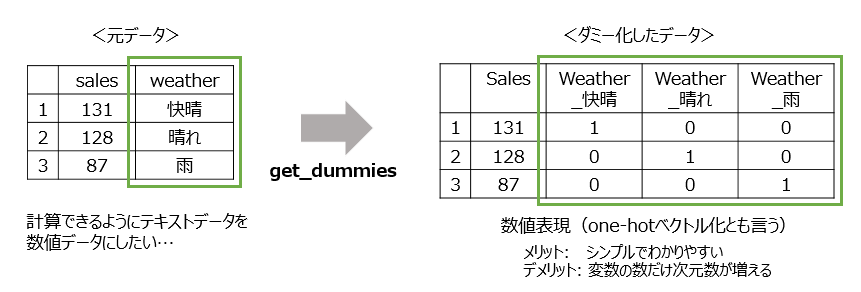 ＜元データ＞
sales weather
1 131 快晴
2 128 晴れ
3 87 雨
計算できるようにテキストデータを
数値データにしたい…
get_dummies
＜ダミー化したデータ＞
Sales Weather Weather Weather
_快晴 _晴れ _雨
1 131 1 0 0
2 128 0 1 0
3 87 0 0 1
数値表現（one-hotベクトル化とも言う）
メリット： シンプルでわかりやすい
デメリット： 変数の数だけ次元数が増える